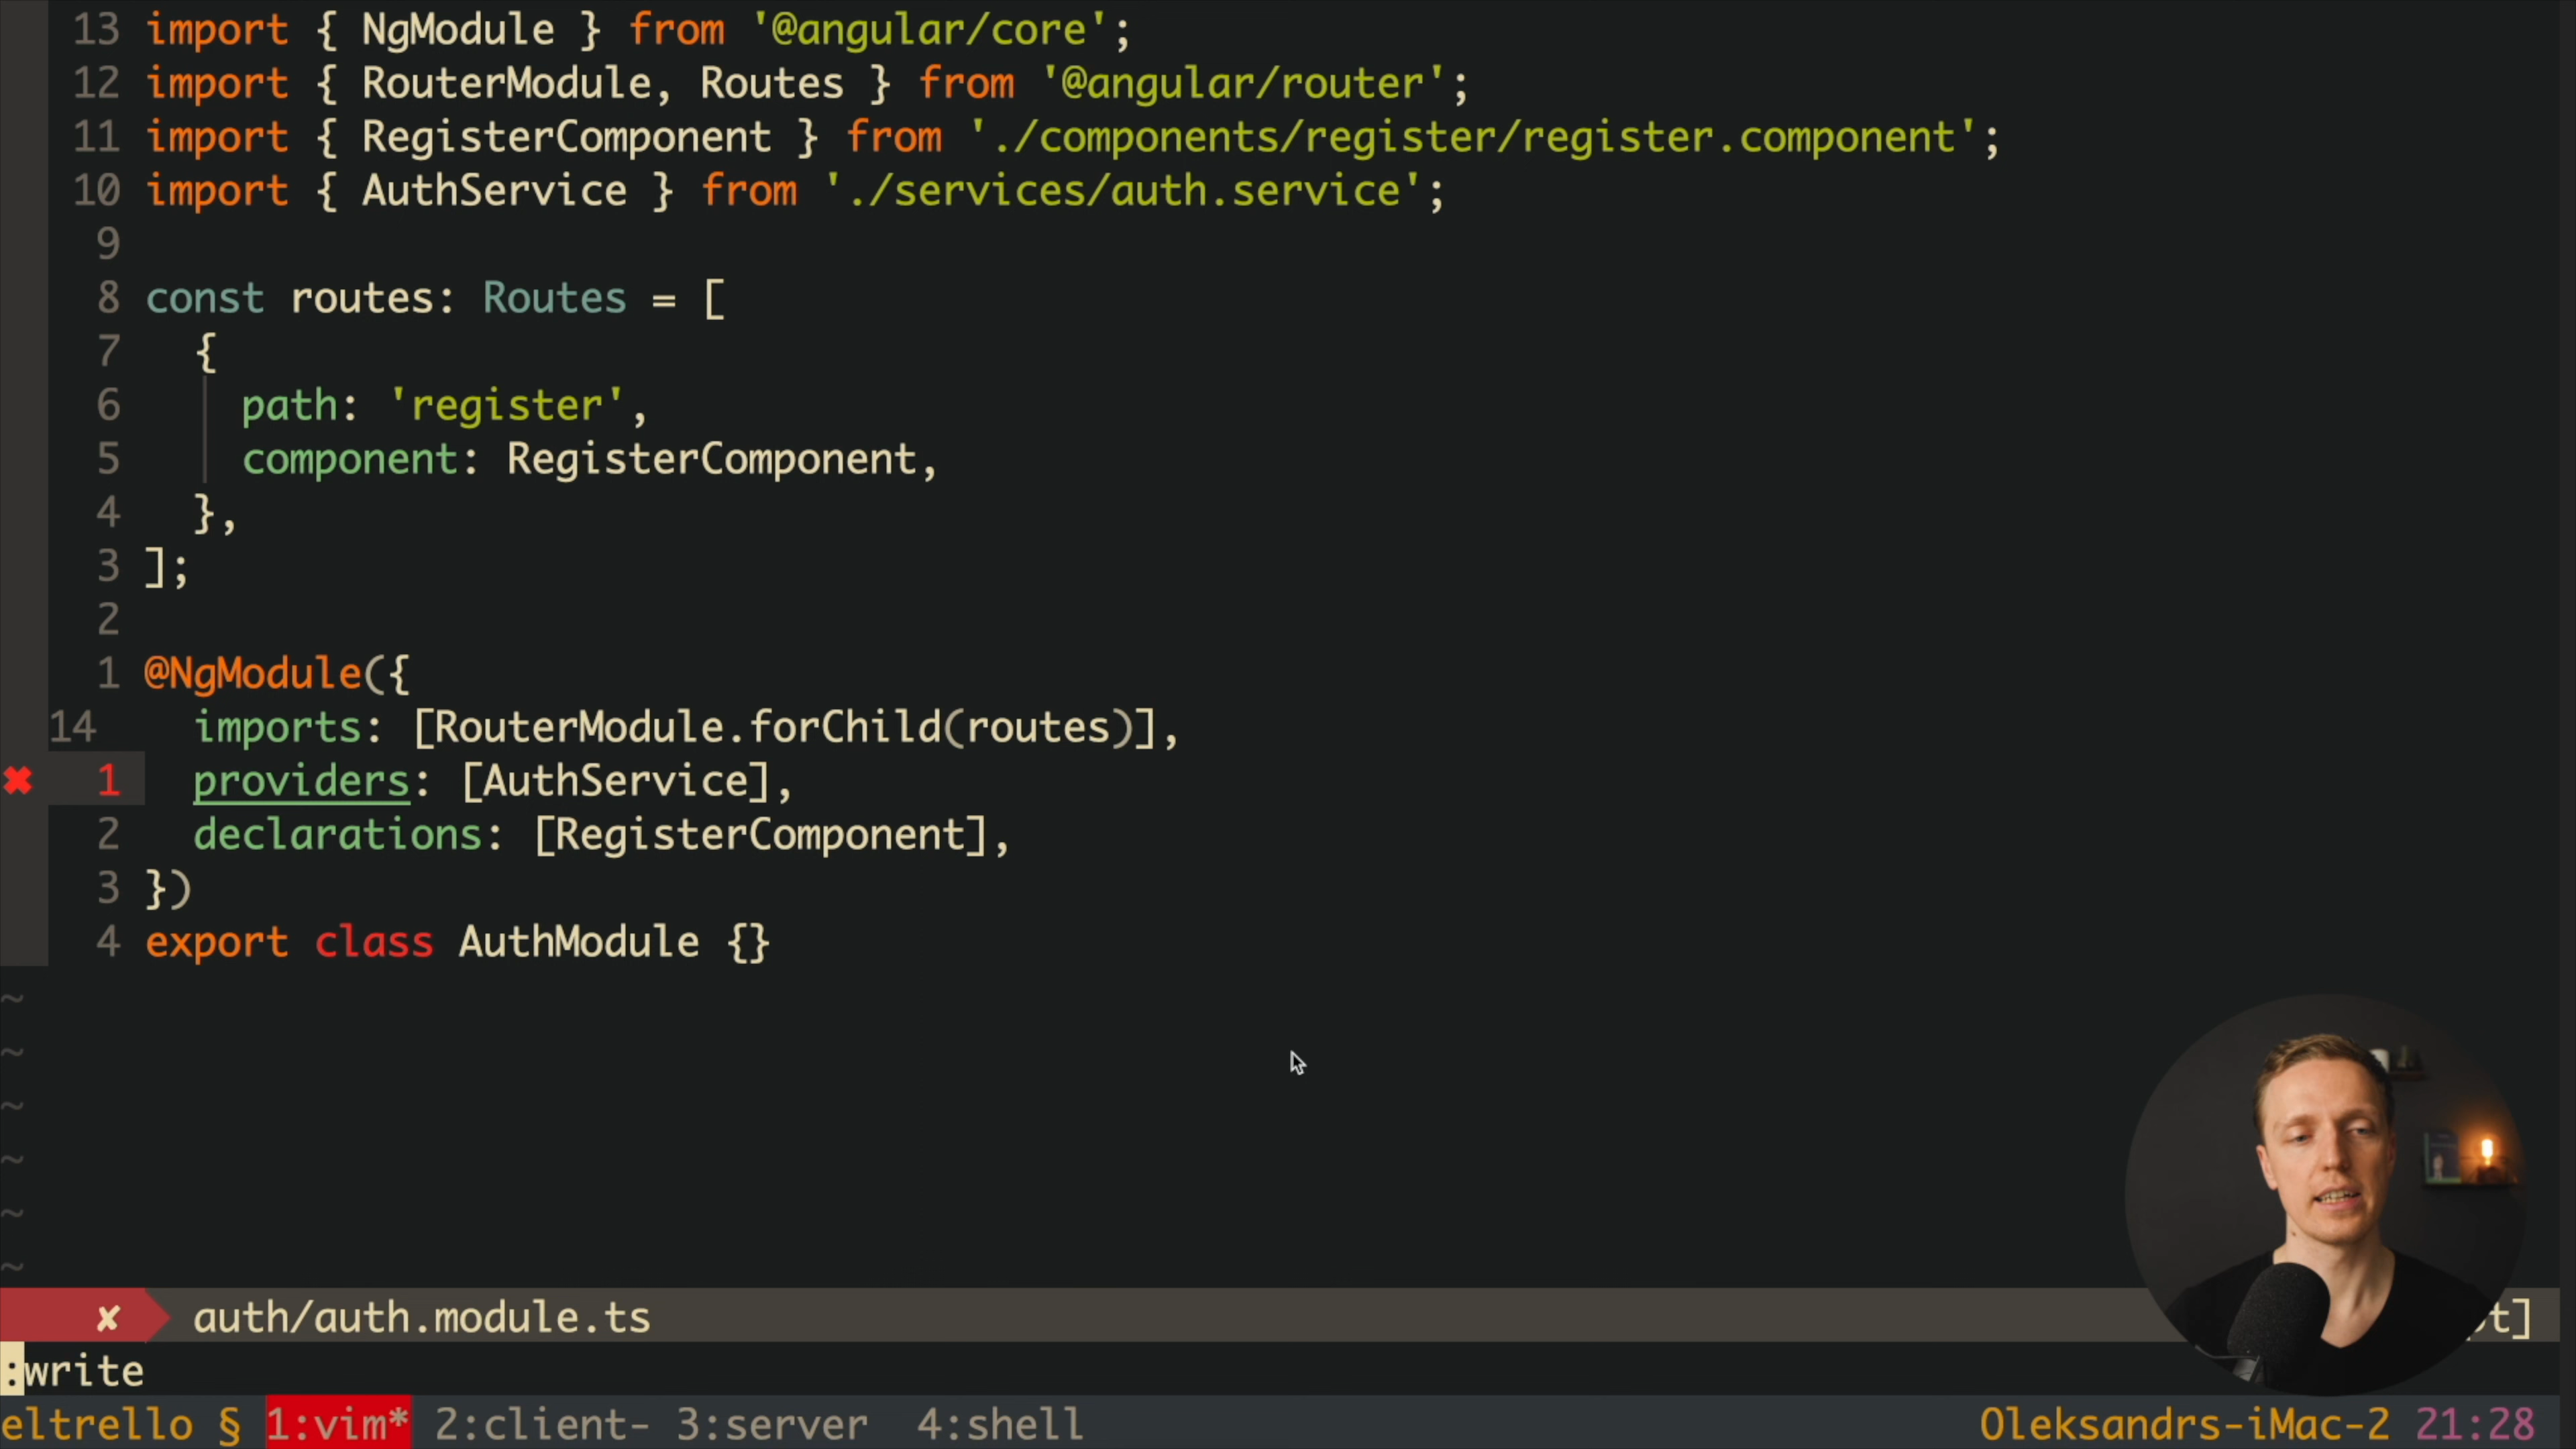 13 import { NgModule } from '@angular/core';
12 import { RouterModule, Routes } from '@angular/router';
11 import { RegisterComponent } from './components/register/register.component';
10 import { AuthService } from './services/auth.service';
9
8 const routes: Routes = [
7   {
6     path: 'register',
5     component: RegisterComponent,
4   },
3 ];
2
1 @NgModule({
14   imports: [RouterModule.forChild(routes)],
✖ 1   providers: [AuthService],
2   declarations: [RegisterComponent],
3 })
4 export class AuthModule {}
~
~
~
~
~
~
✘ auth/auth.module.ts t]
:write
eltrello § 1:vim* 2:client- 3:server 4:shell Oleksandrs-iMac-2 21:28